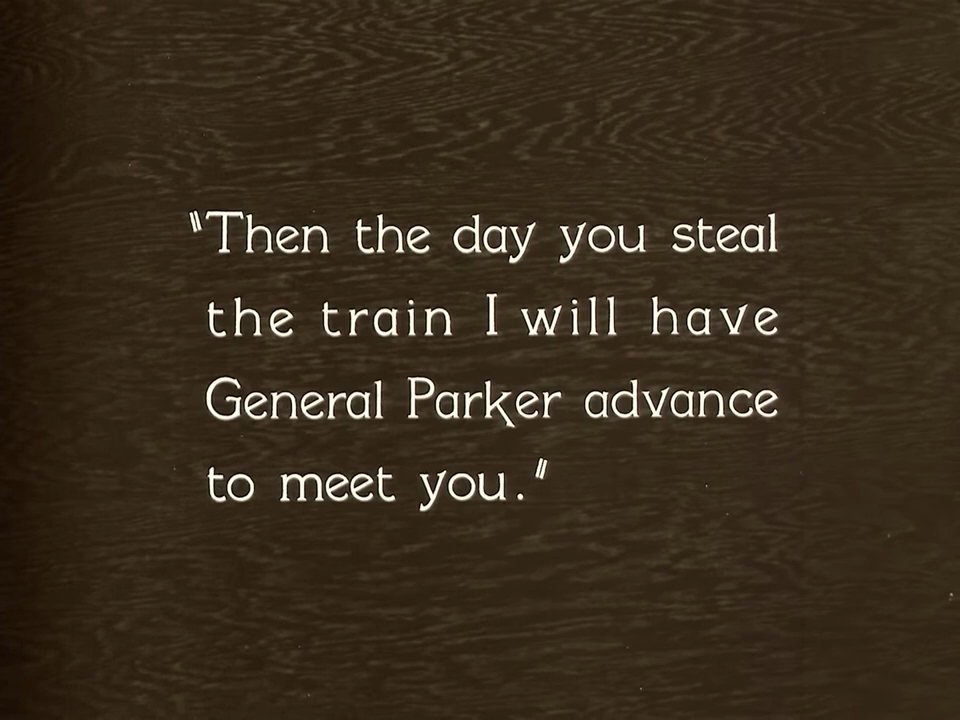 "Then the day you steal
the train I will have
General Parker advance
to meet you."